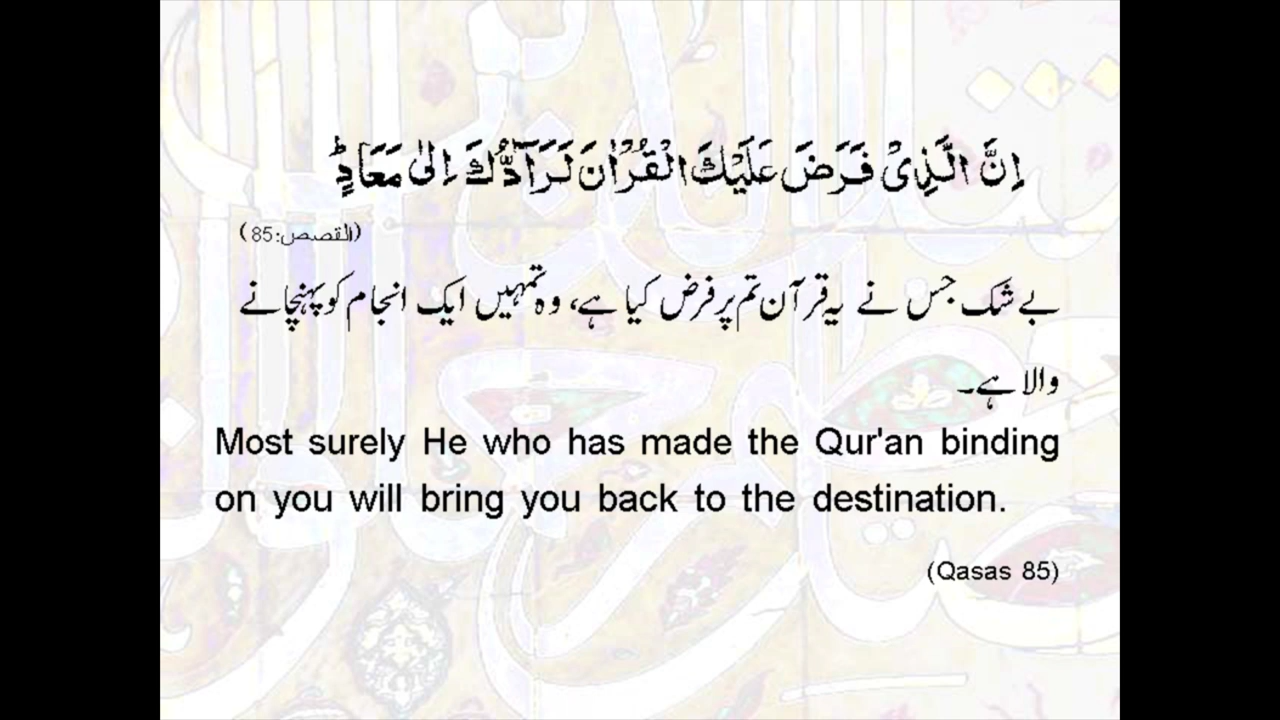 اِنَّ الَّذِیْ فَرَضَ عَلَیْكَ الْقُرْاٰنَ لَرَآدُّكَ اِلٰی مَعَادٍؕ
(القصص:85)
بے شک جس نے یہ قرآن تم پر فرض کیا ہے، وہ تمہیں ایک انجام کو پہنچانے
والا ہے۔
Most surely He who has made the Qur'an binding
on you will bring you back to the destination.
(Qasas 85)